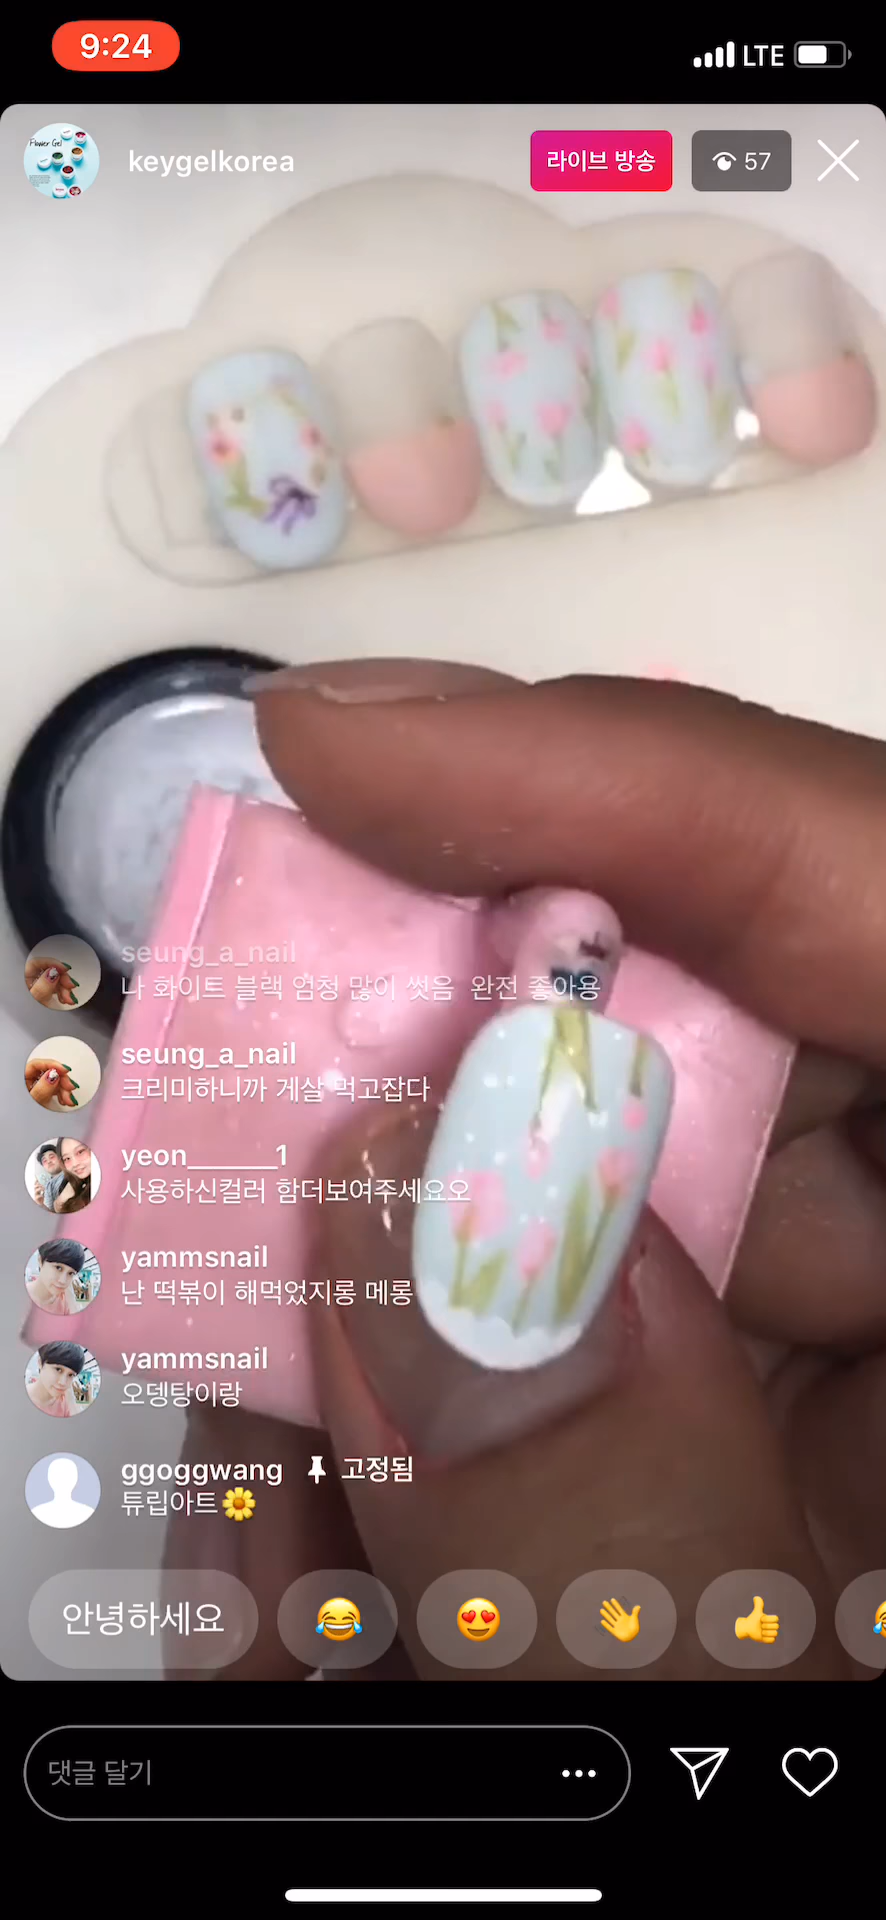 9:24
LTE
Flower Gel
keygelkorea
라이브 방송
57
seung_a_nail
나 화이트 블랙 엄청 많이 썻음 완전 좋아용
seung_a_nail
크리미하니까 게살 먹고잡다
yeon______1
사용하신컬러 함더보여주세요오
yammsnail
난 떡볶이 해먹었지롱 메롱
yammsnail
오뎅탕이랑
ggoggwang 고정됨
튜립아트🌼
안녕하세요 😂 😍 👋 👍 😂
댓글 달기